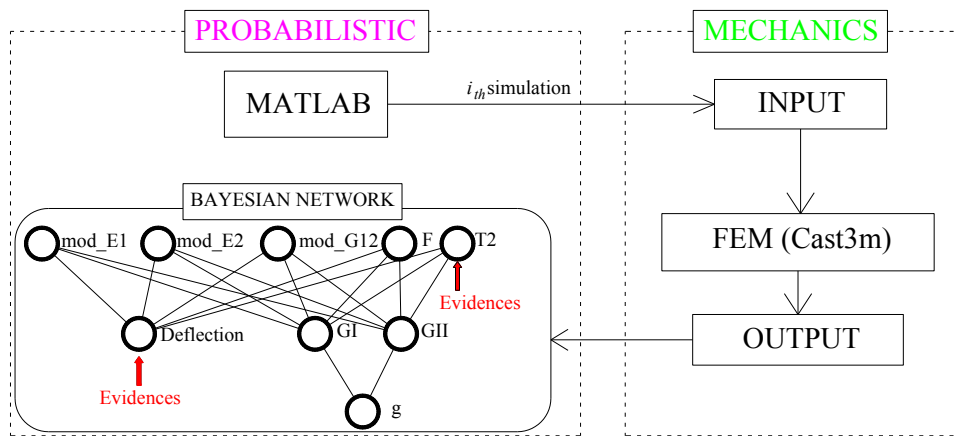 PROBABILISTIC
MECHANICS
MATLAB
i_th simulation
INPUT
BAYESIAN NETWORK
mod_E1
mod_E2
mod_G12
F
T2
FEM (Cast3m)
Evidences
Deflection
GI
GII
OUTPUT
Evidences
g